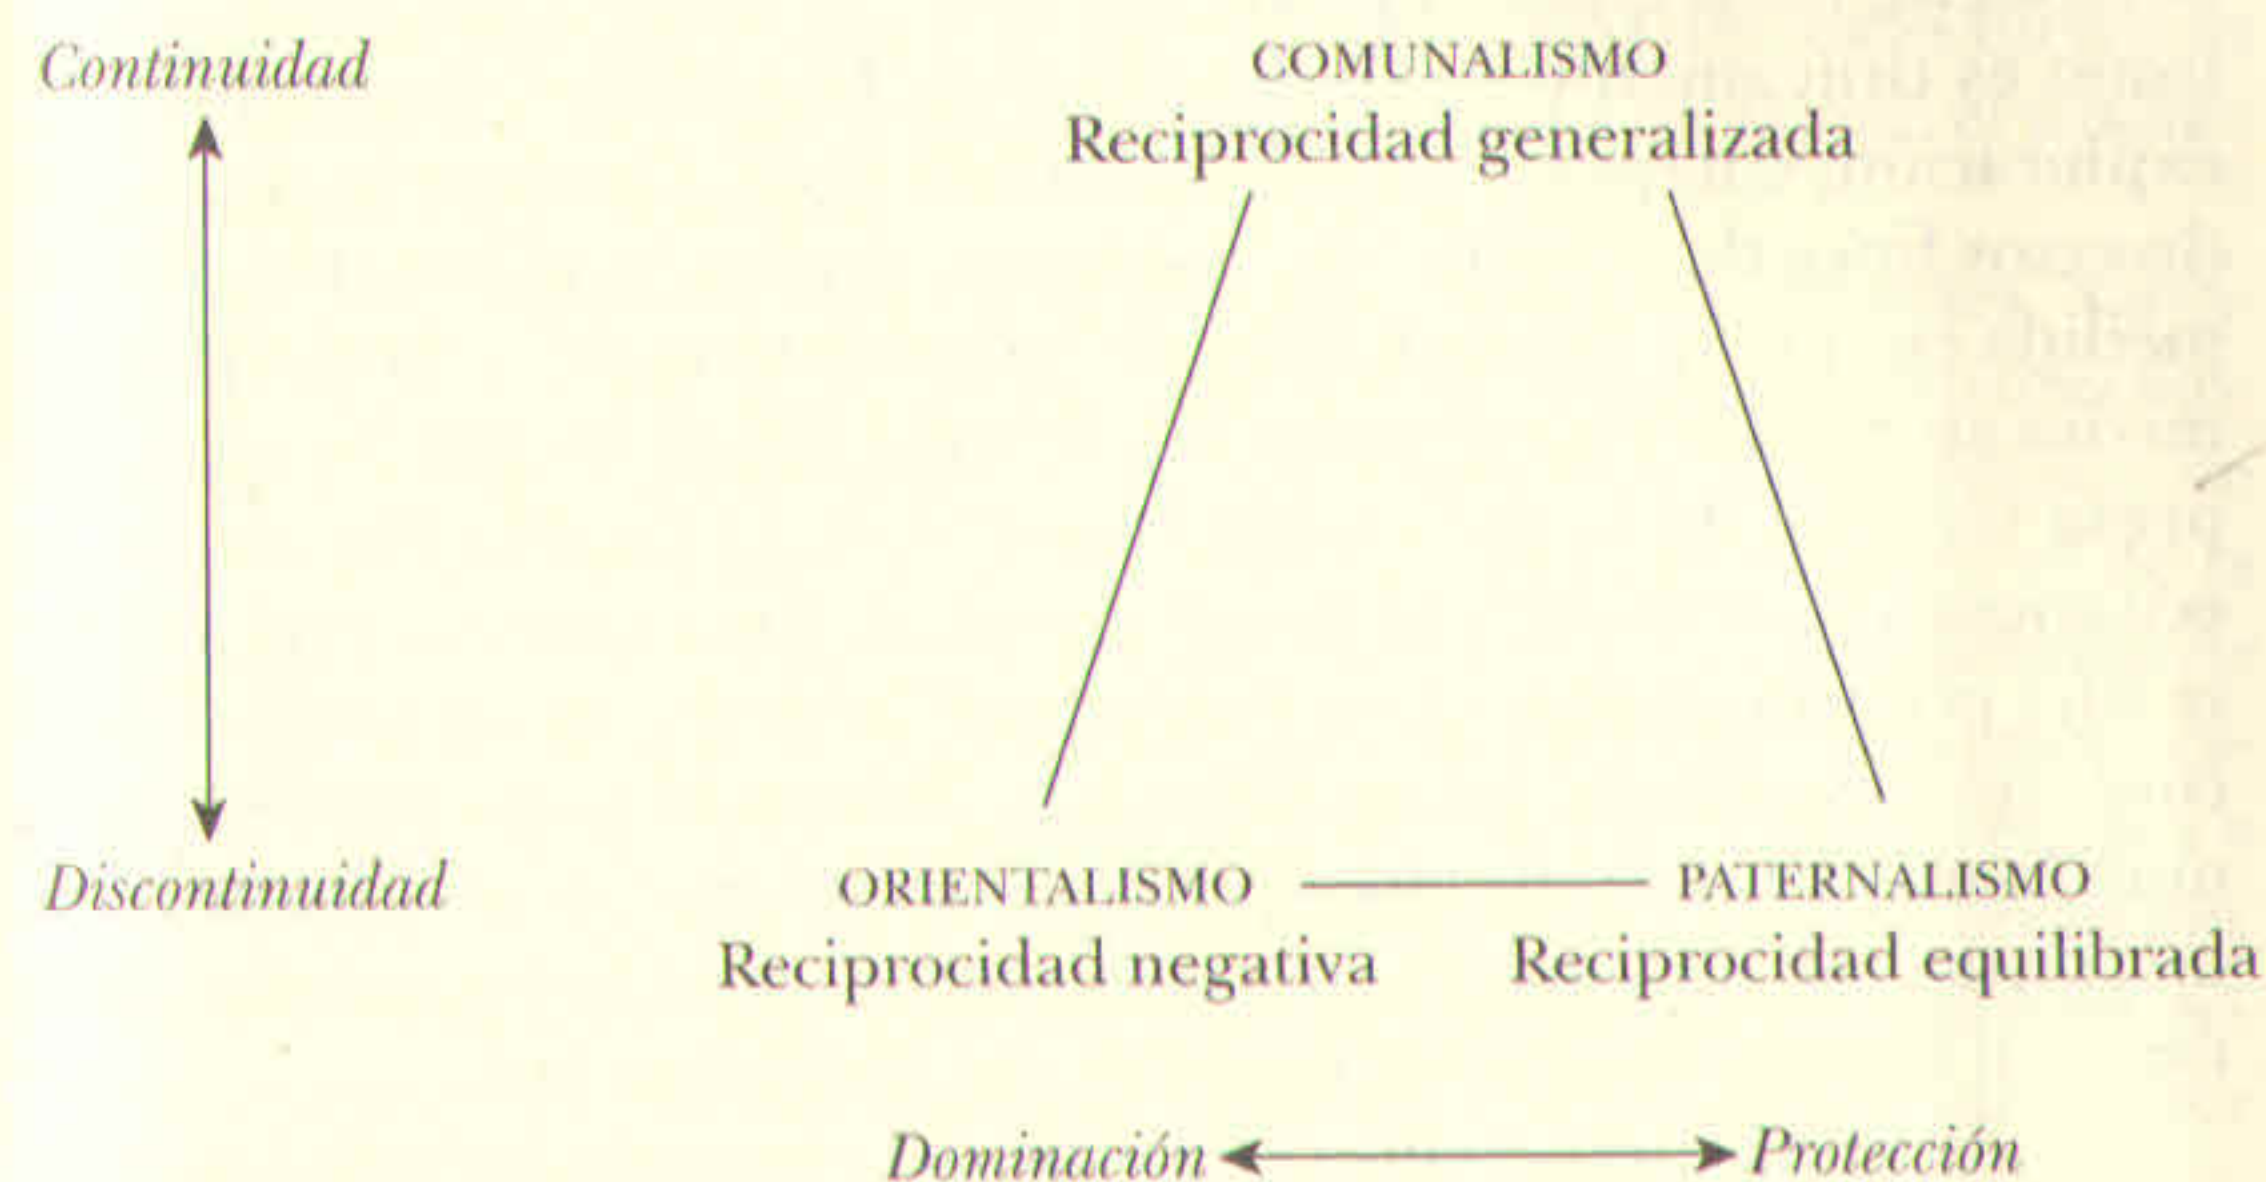 Continuidad
COMUNALISMO
Reciprocidad generalizada
Discontinuidad
ORIENTALISMO
PATERNALISMO
Reciprocidad negativa
Reciprocidad equilibrada
Dominación
Protección